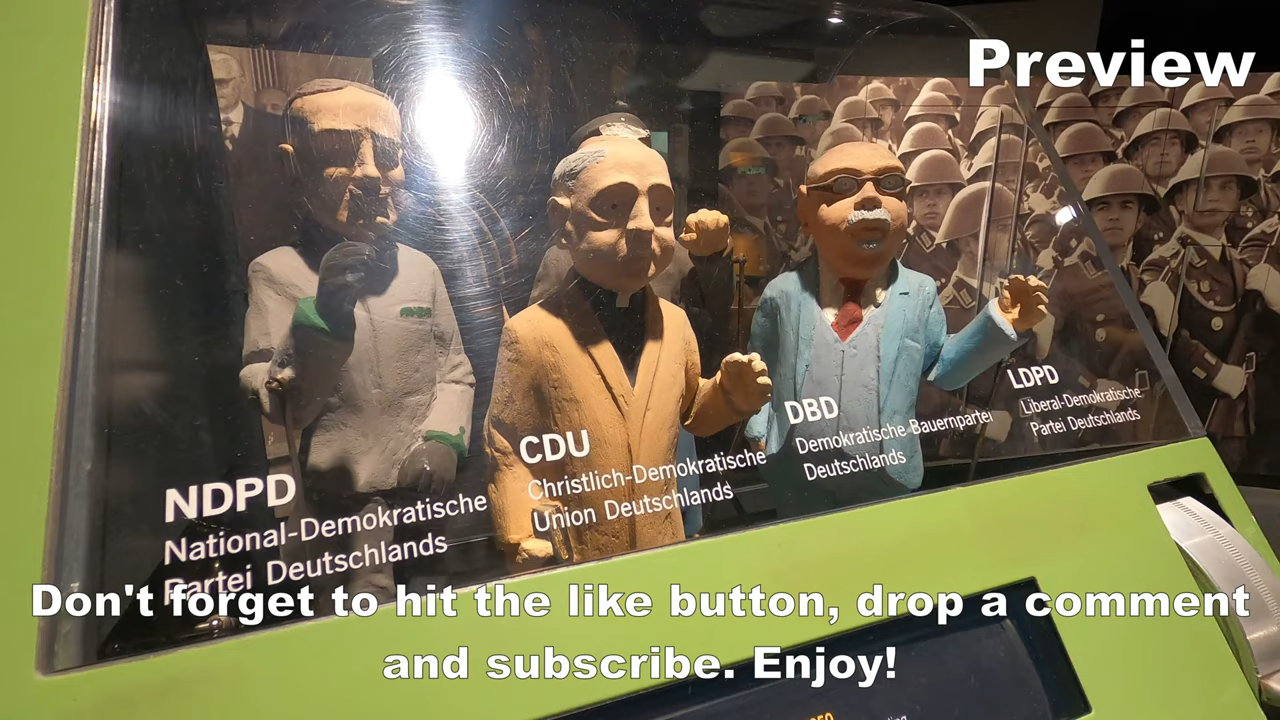 Preview
NDPD
National-Demokratische
Partei Deutschlands
CDU
Christlich-Demokratische
Union Deutschlands
DBD
Demokratische Bauernpartei
Deutschlands
LDPD
Liberal-Demokratische
Partei Deutschlands
Don't forget to hit the like button, drop a comment
and subscribe. Enjoy!